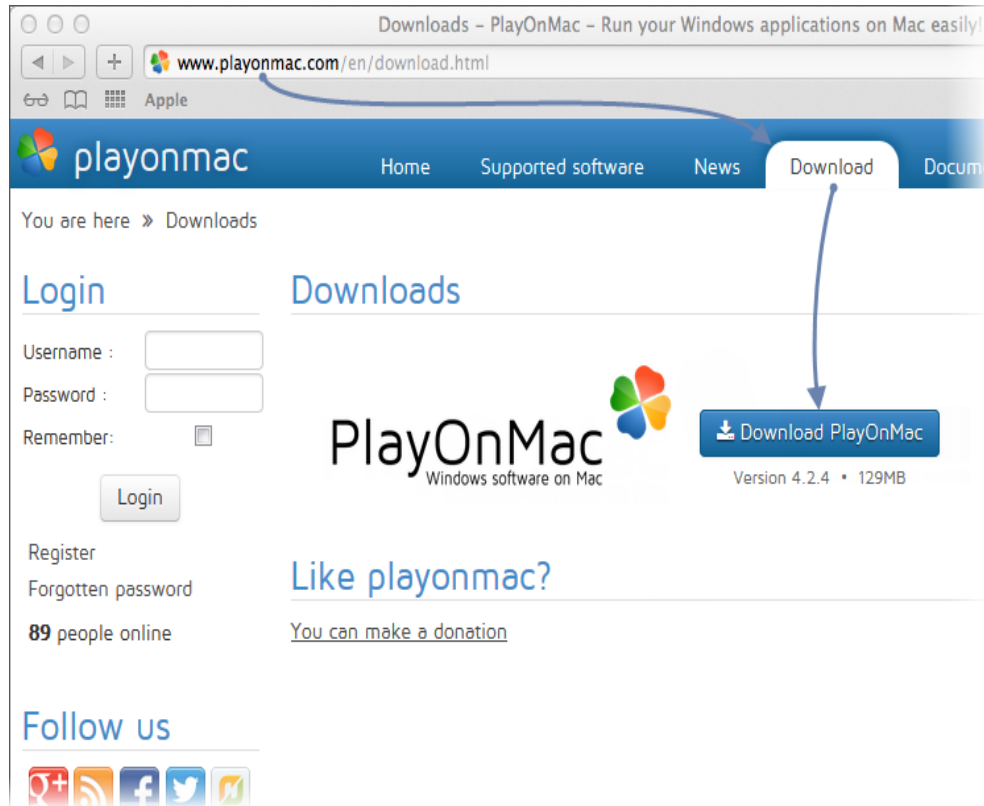 Downloads – PlayOnMac – Run your Windows applications on Mac easily!
www.playonmac.com/en/download.html
Apple
playonmac
Home Supported software News Download Docum
You are here » Downloads
Login
Username :
Password :
Remember:
Login
Register
Forgotten password
89 people online
Follow us
Downloads
PlayOnMac
Windows software on Mac
Download PlayOnMac
Version 4.2.4 • 129MB
Like playonmac?
You can make a donation